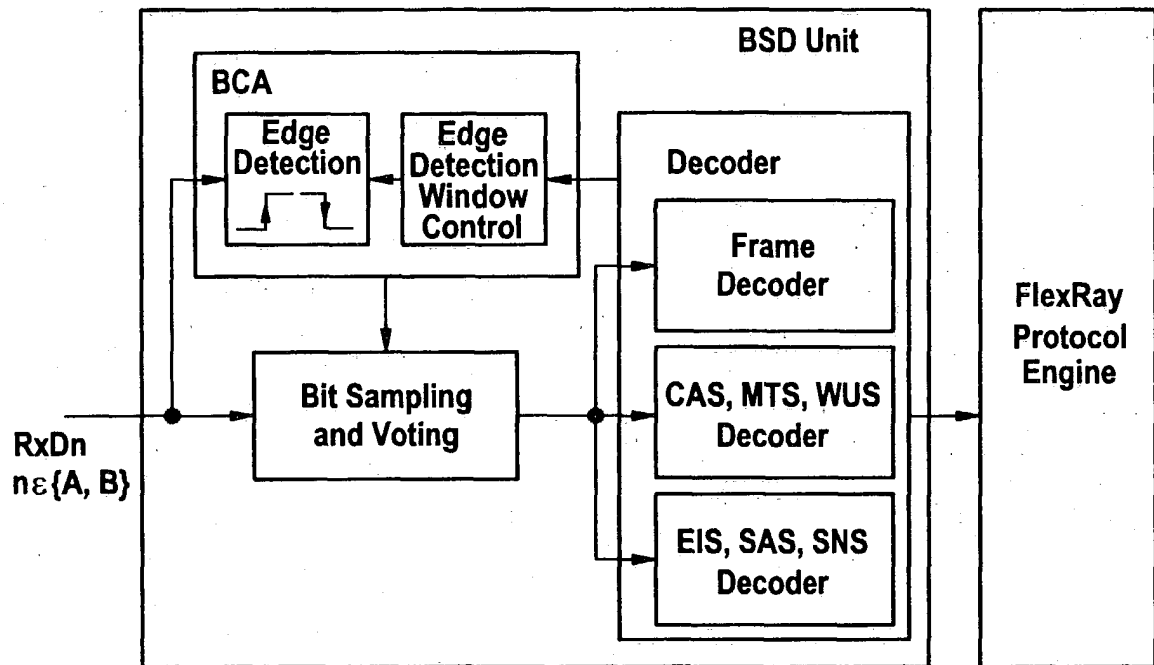 BSD Unit
BCA
Edge
Detection
Edge
Detection
Window
Control
Decoder
Frame
Decoder
Bit Sampling
and Voting
CAS, MTS, WUS
Decoder
EIS, SAS, SNS
Decoder
RxDn
nε{A, B}
FlexRay
Protocol
Engine